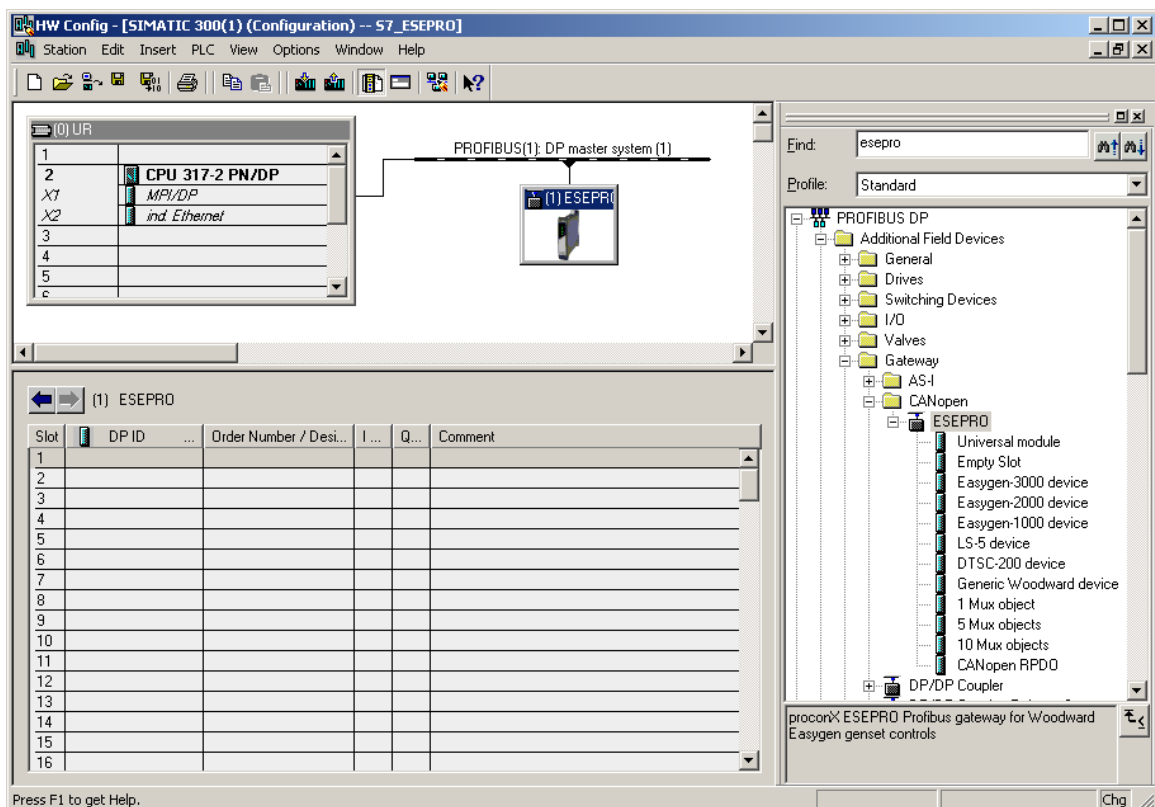 HW Config - [SIMATIC 300(1) (Configuration) -- S7_ESEPRO]
Station Edit Insert PLC View Options Window Help
(0) UR
1
2 CPU 317-2 PN/DP
X1 MPI/DP
X2 ind. Ethernet
3
4
5
PROFIBUS(1): DP master system (1)
(1) ESEPRO
(1) ESEPRO
Slot DP ID ... Order Number / Desi... I ... Q... Comment
1
2
3
4
5
6
7
8
9
10
11
12
13
14
15
16
Find: esepro
Profile: Standard
PROFIBUS DP
Additional Field Devices
General
Drives
Switching Devices
I/O
Valves
Gateway
AS-I
CANopen
ESEPRO
Universal module
Empty Slot
Easygen-3000 device
Easygen-2000 device
Easygen-1000 device
LS-5 device
DTSC-200 device
Generic Woodward device
1 Mux object
5 Mux objects
10 Mux objects
CANopen RPDO
DP/DP Coupler
proconX ESEPRO Profibus gateway for Woodward
Easygen genset controls
Press F1 to get Help.
Chg